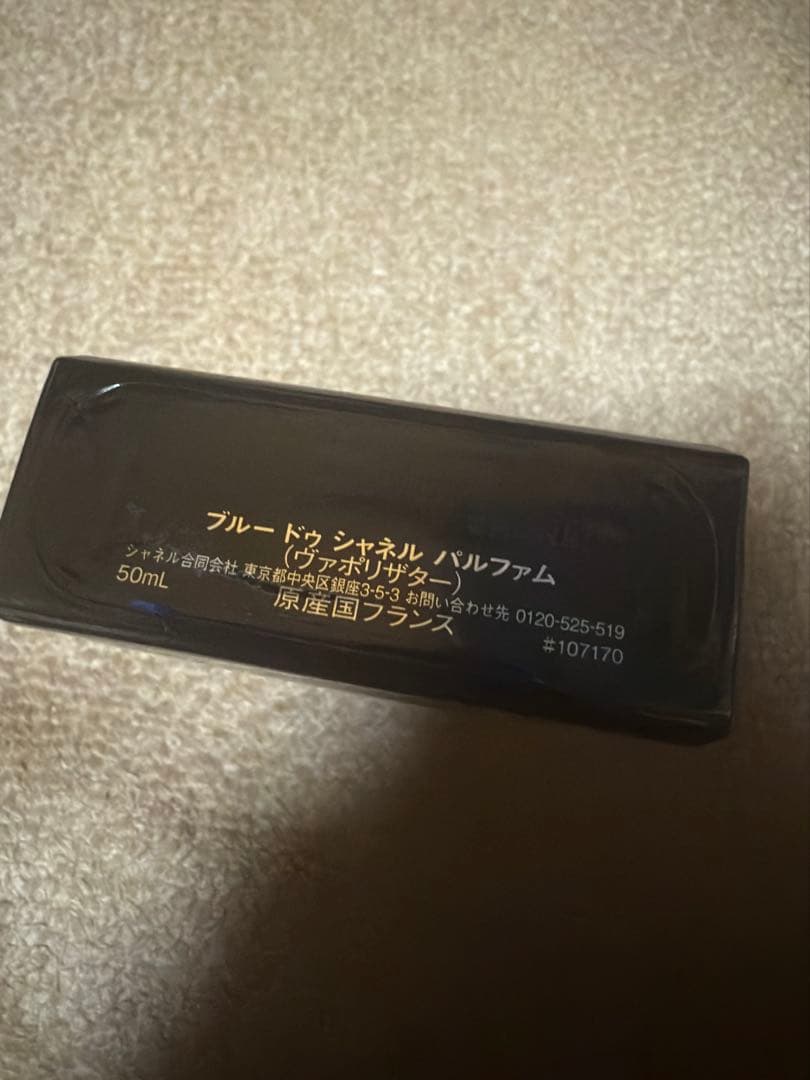 ブルー ドゥ シャネル パルファム
(ヴァポリザター)
シャネル合同会社 東京都中央区銀座3-5-3 お問い合わせ先 0120-525-519
50mL
原産国フランス
#107170